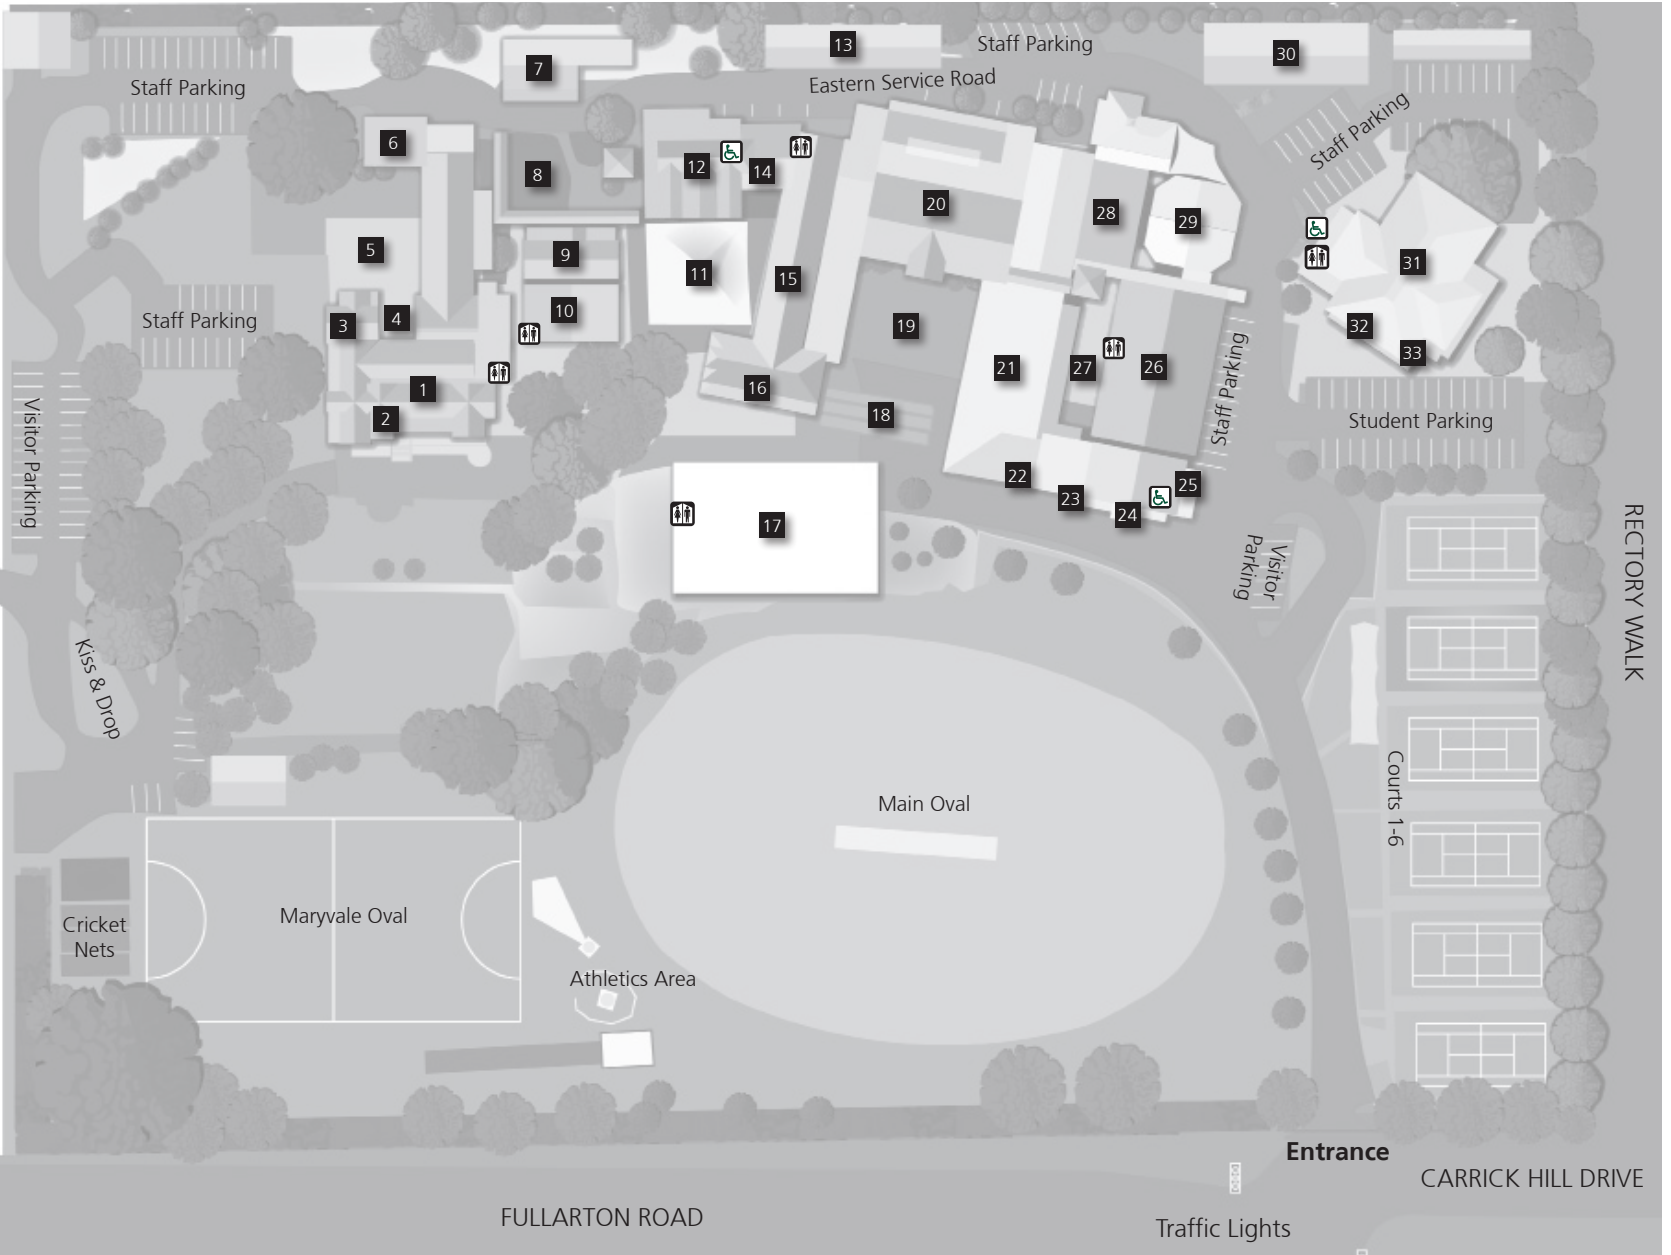 Staff Parking
7
13
Staff Parking
30
Eastern Service Road
Staff Parking
6
8
12
14
20
28
29
31
5
9
11
15
10
Staff Parking
3
4
19
32
33
1
2
16
18
21
27
26
Staff Parking
Student Parking
Visitor Parking
22
23
24
25
17
Visitor
Parking
RECTORY WALK
Kiss & Drop
Courts 1-6
Main Oval
Maryvale Oval
Cricket
Nets
Athletics Area
Entrance
CARRICK HILL DRIVE
FULLARTON ROAD
Traffic Lights